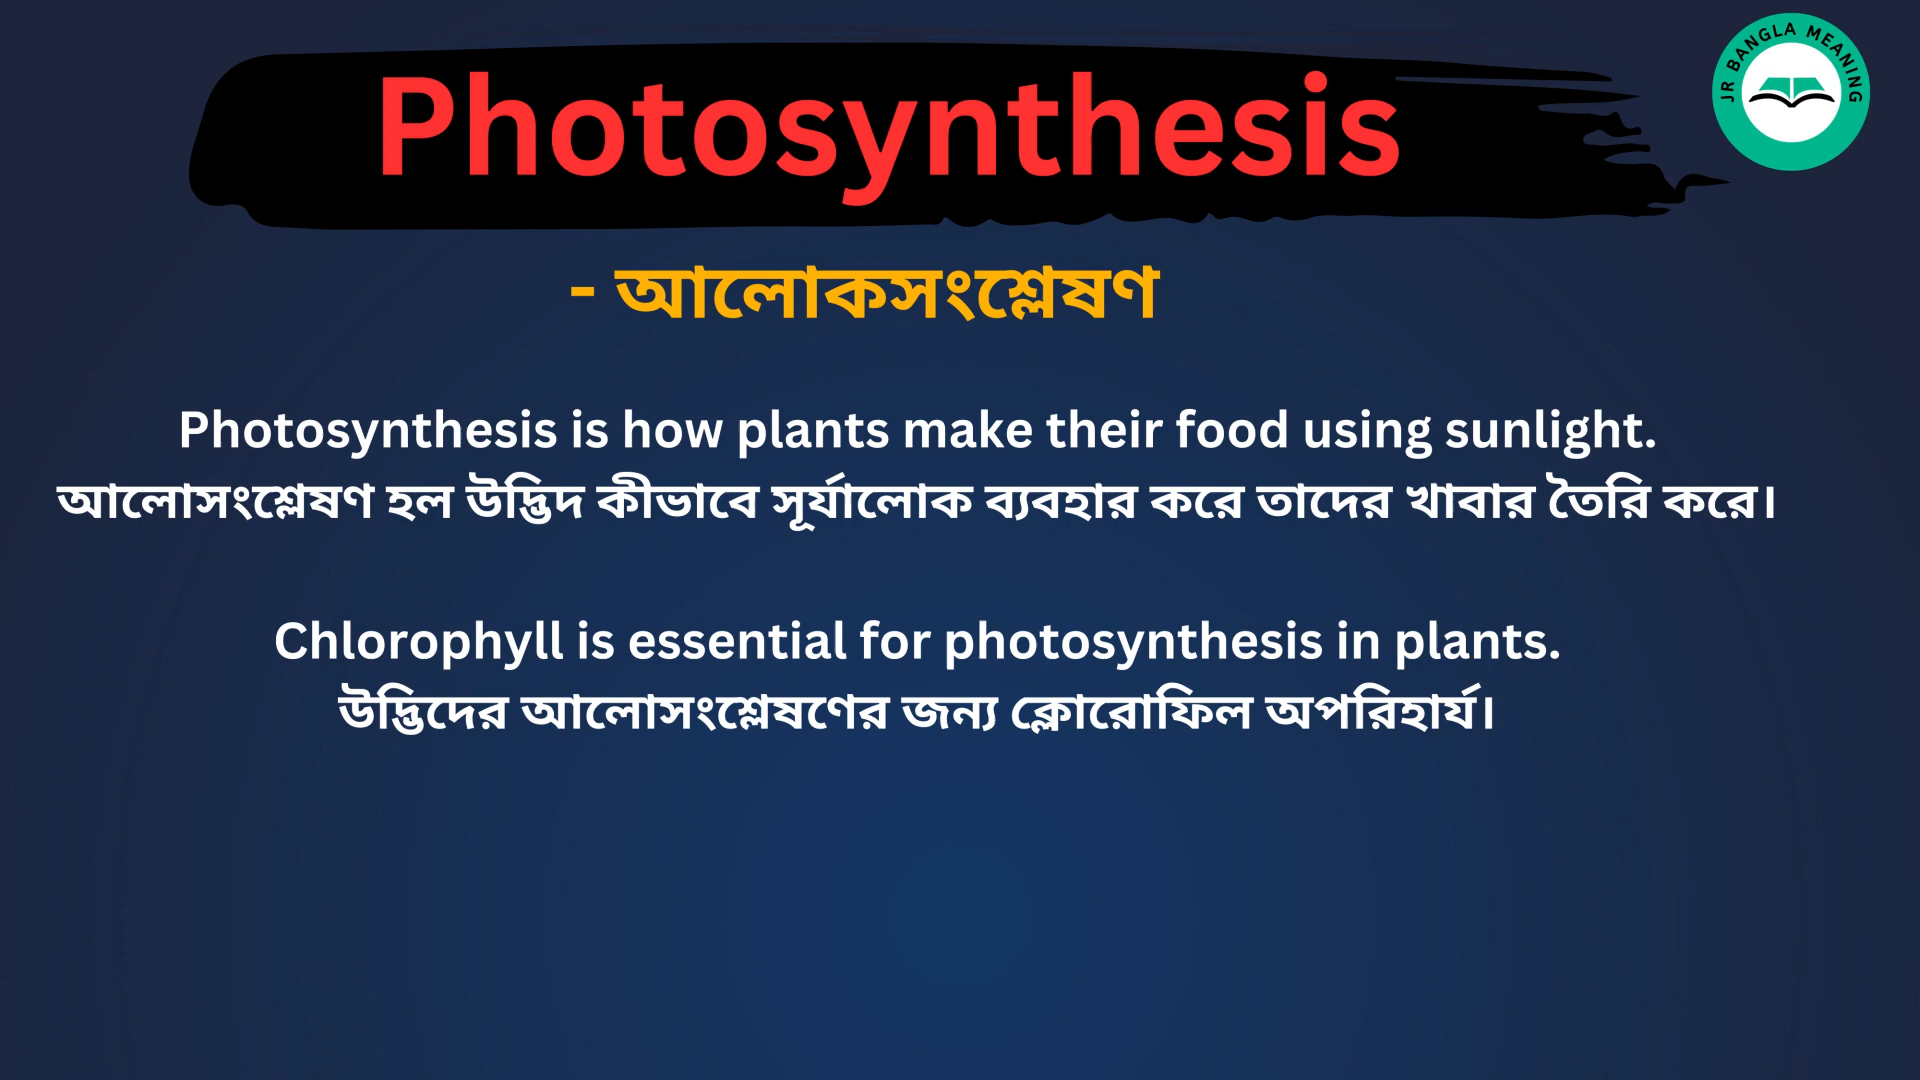 JR BANGLA MEANING
Photosynthesis
- আলোকসংশ্লেষণ
Photosynthesis is how plants make their food using sunlight.
আলোসংশ্লেষণ হল উদ্ভিদ কীভাবে সূর্যালোক ব্যবহার করে তাদের খাবার তৈরি করে।
Chlorophyll is essential for photosynthesis in plants.
উদ্ভিদের আলোসংশ্লেষণের জন্য ক্লোরোফিল অপরিহার্য।